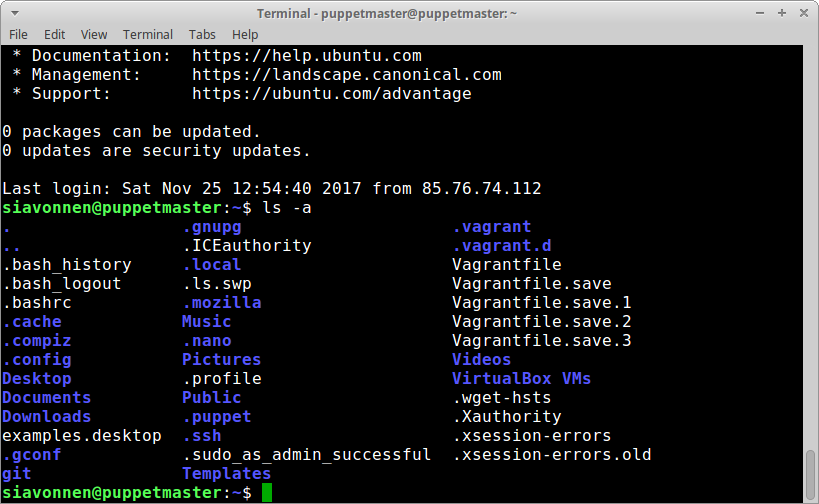 Terminal - puppetmaster@puppetmaster: ~
File Edit View Terminal Tabs Help
 * Documentation:  https://help.ubuntu.com
 * Management:     https://landscape.canonical.com
 * Support:        https://ubuntu.com/advantage
0 packages can be updated.
0 updates are security updates.
Last login: Sat Nov 25 12:54:40 2017 from 85.76.74.112
siavonnen@puppetmaster:~$ ls -a
.                 .gnupg                     .vagrant
..                .ICEauthority              .vagrant.d
.bash_history     .local                     Vagrantfile
.bash_logout      .ls.swp                    Vagrantfile.save
.bashrc           .mozilla                   Vagrantfile.save.1
.cache            Music                      Vagrantfile.save.2
.compiz           .nano                      Vagrantfile.save.3
.config           Pictures                   Videos
Desktop           .profile                   VirtualBox VMs
Documents         Public                     .wget-hsts
Downloads         .puppet                    .Xauthority
examples.desktop  .ssh                       .xsession-errors
.gconf            .sudo_as_admin_successful  .xsession-errors.old
git               Templates
siavonnen@puppetmaster:~$